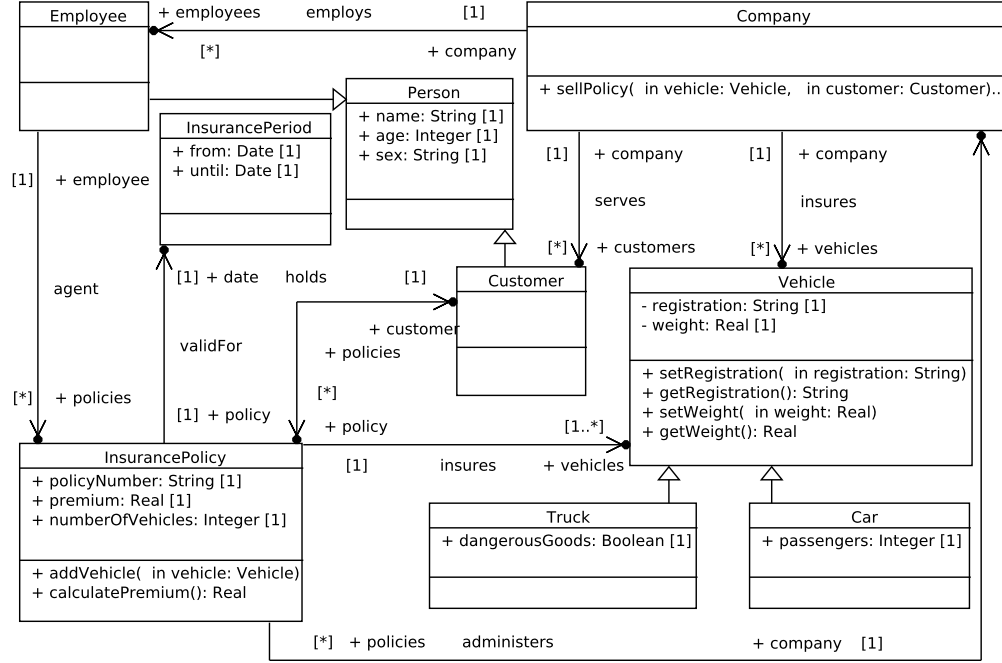 Employee
+ employees employs [1]
[*] + company
Company
+ sellPolicy( in vehicle: Vehicle, in customer: Customer)...
Person
+ name: String [1]
+ age: Integer [1]
+ sex: String [1]
InsurancePeriod
+ from: Date [1]
+ until: Date [1]
[1] + employee
agent
[*] + policies
[1] + company
serves
[*] + customers
[1] + company
insures
[*] + vehicles
[1] + date holds [1]
validFor
[1] + policy
+ customer
+ policies
[*]
Customer
Vehicle
- registration: String [1]
- weight: Real [1]
+ setRegistration( in registration: String)
+ getRegistration(): String
+ setWeight( in weight: Real)
+ getWeight(): Real
+ policy [1..*]
[1] insures + vehicles
InsurancePolicy
+ policyNumber: String [1]
+ premium: Real [1]
+ numberOfVehicles: Integer [1]
+ addVehicle( in vehicle: Vehicle)
+ calculatePremium(): Real
Truck
+ dangerousGoods: Boolean [1]
Car
+ passengers: Integer [1]
[*] + policies administers + company [1]